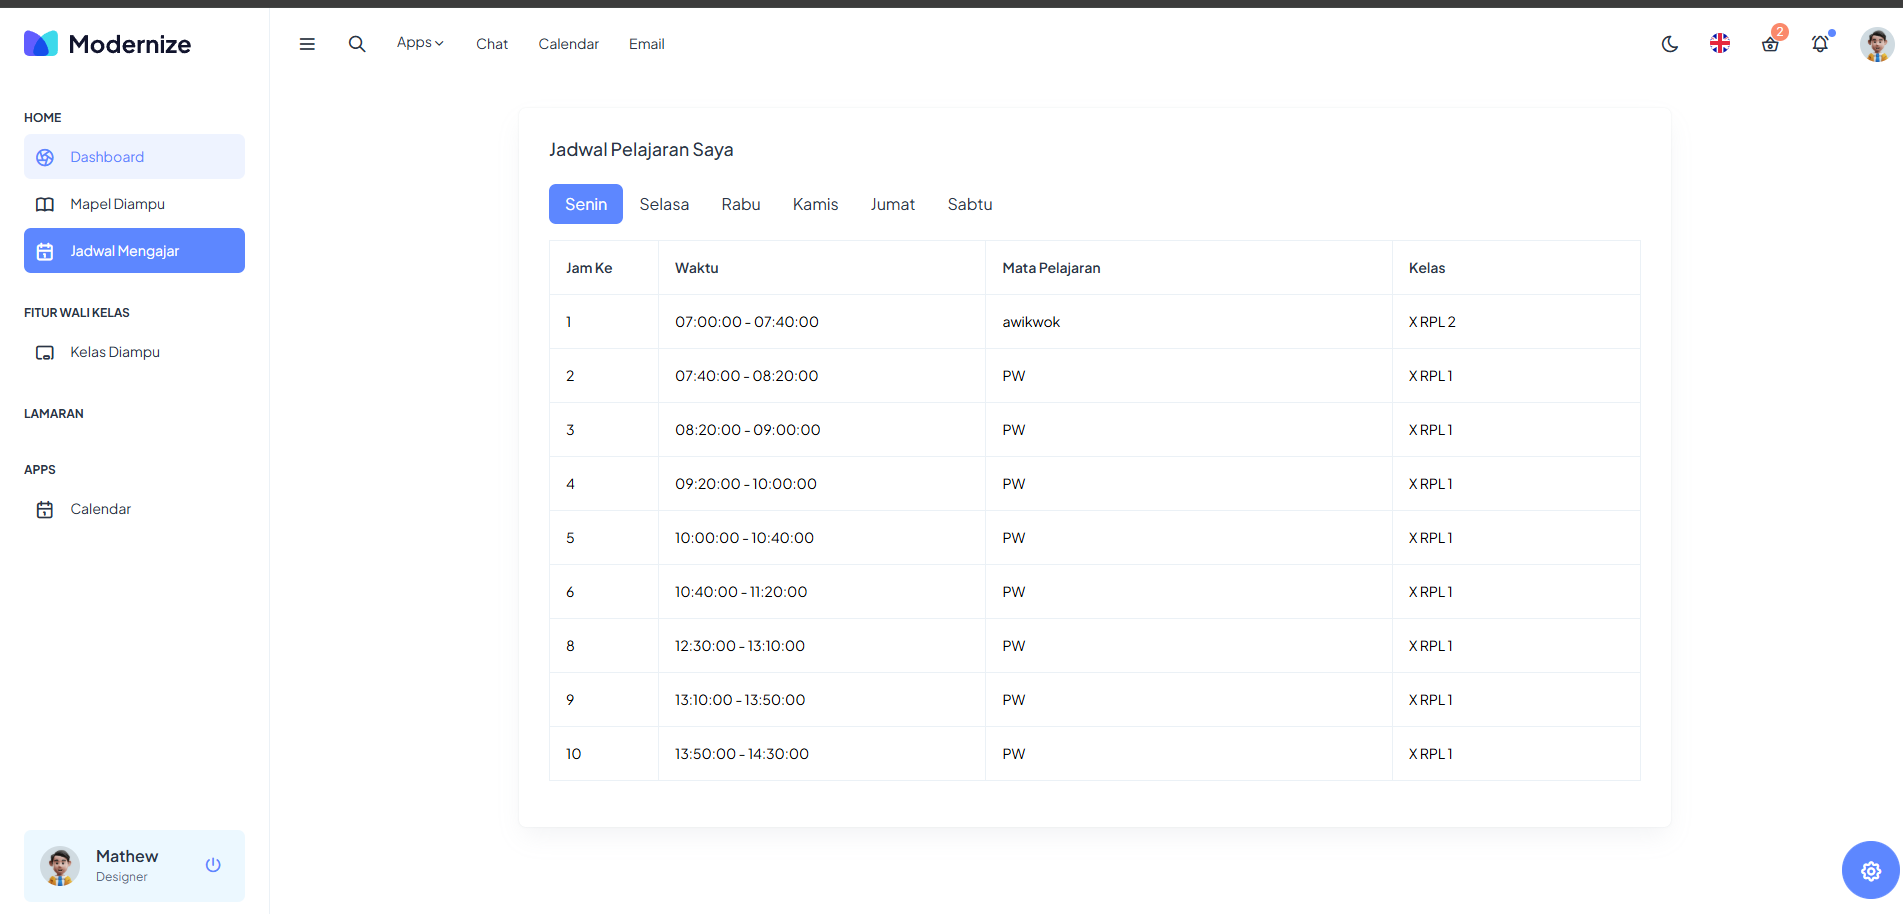 Modernize
Apps Chat Calendar Email
2
HOME
Dashboard
Mapel Diampu
Jadwal Mengajar
FITUR WALI KELAS
Kelas Diampu
LAMARAN
APPS
Calendar
Mathew
Designer
Jadwal Pelajaran Saya
Senin Selasa Rabu Kamis Jumat Sabtu
Jam Ke Waktu Mata Pelajaran Kelas
1 07:00:00 - 07:40:00 awikwok X RPL 2
2 07:40:00 - 08:20:00 PW X RPL 1
3 08:20:00 - 09:00:00 PW X RPL 1
4 09:20:00 - 10:00:00 PW X RPL 1
5 10:00:00 - 10:40:00 PW X RPL 1
6 10:40:00 - 11:20:00 PW X RPL 1
8 12:30:00 - 13:10:00 PW X RPL 1
9 13:10:00 - 13:50:00 PW X RPL 1
10 13:50:00 - 14:30:00 PW X RPL 1